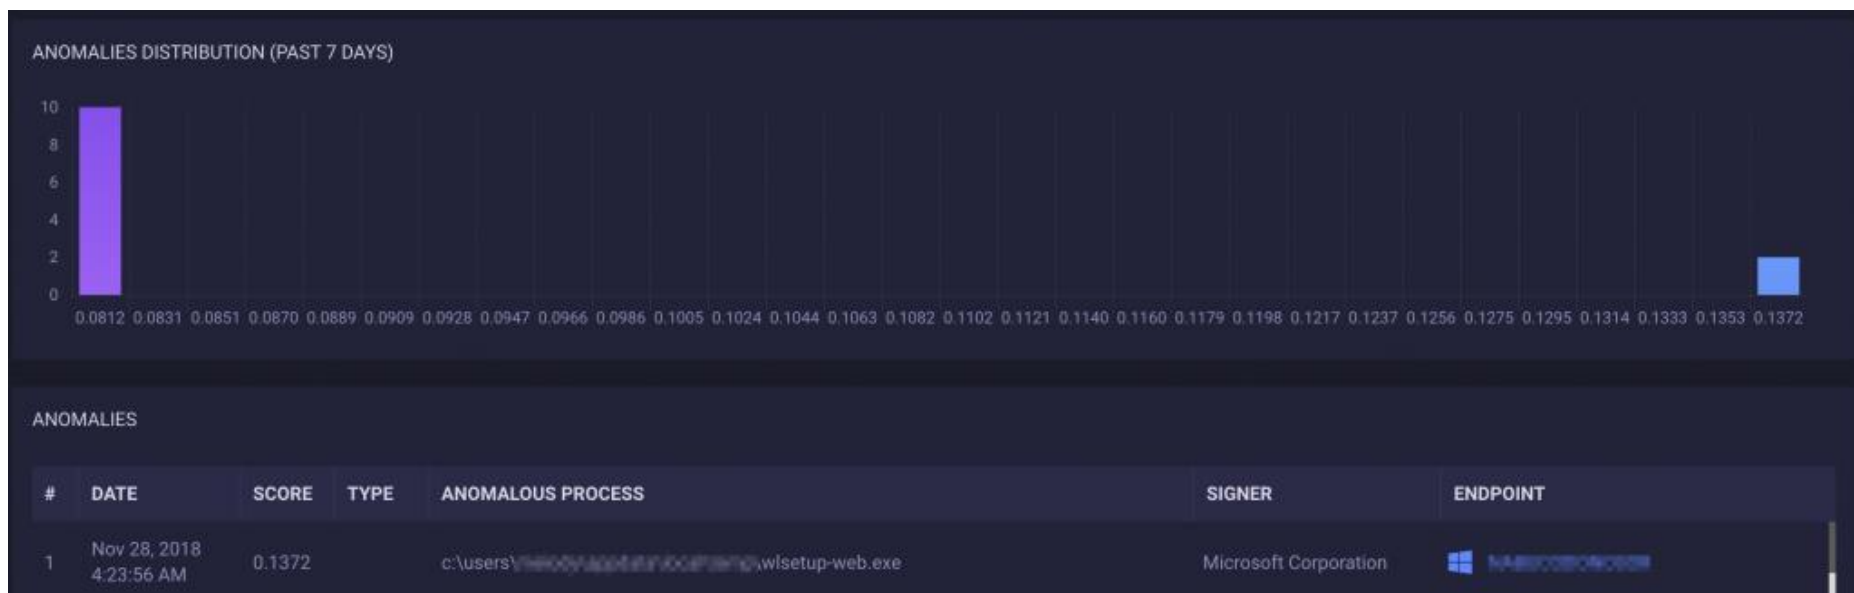 ANOMALIES DISTRIBUTION (PAST 7 DAYS)
10
8
6
4
2
0
0.0812 0.0831 0.0851 0.0870 0.0889 0.0909 0.0928 0.0947 0.0966 0.0986 0.1005 0.1024 0.1044 0.1063 0.1082 0.1102 0.1121 0.1140 0.1160 0.1179 0.1198 0.1217 0.1237 0.1256 0.1275 0.1295 0.1314 0.1333 0.1353 0.1372
ANOMALIES
# DATE SCORE TYPE ANOMALOUS PROCESS SIGNER ENDPOINT
1 Nov 28, 2018 4:23:56 AM 0.1372 c:\users\ \wlsetup-web.exe Microsoft Corporation